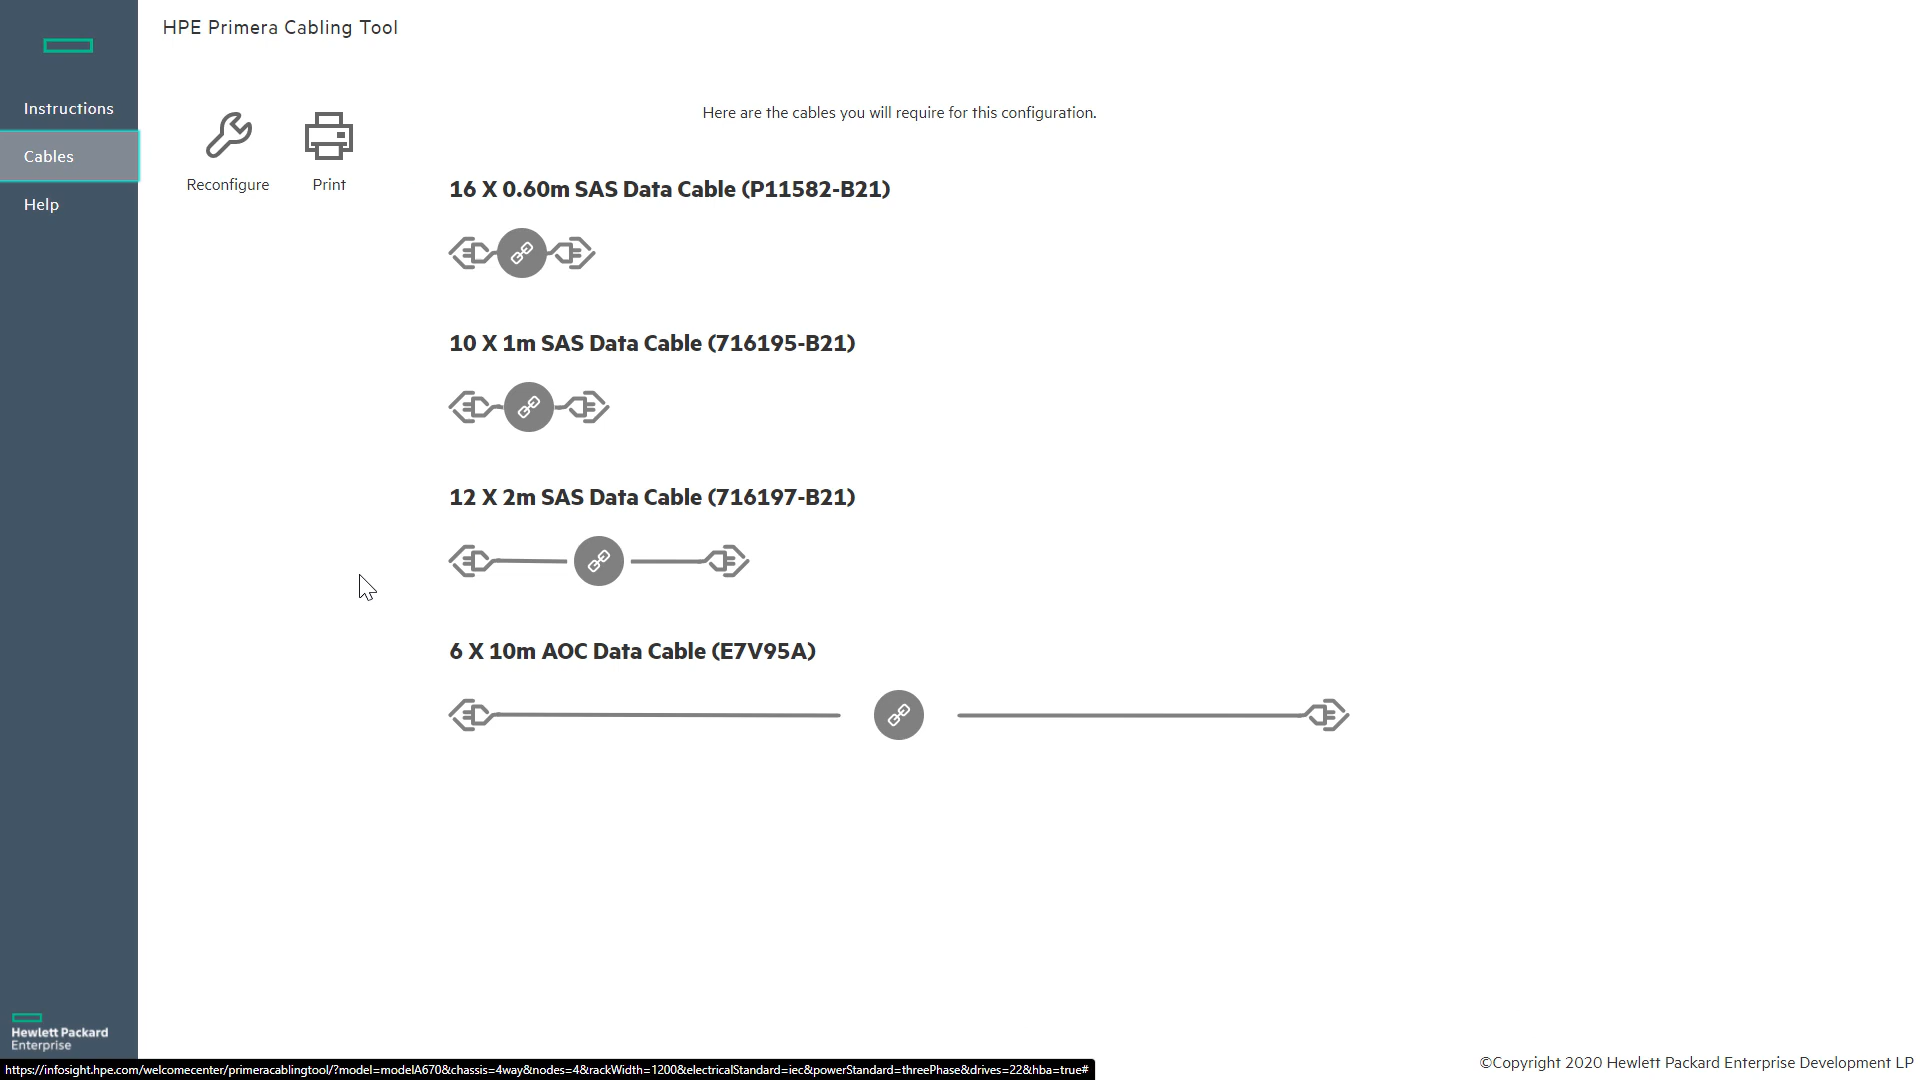 HPE Primera Cabling Tool
Instructions
Cables
Help
Reconfigure
Print
Here are the cables you will require for this configuration.
16 X 0.60m SAS Data Cable (P11582-B21)
10 X 1m SAS Data Cable (716195-B21)
12 X 2m SAS Data Cable (716197-B21)
6 X 10m AOC Data Cable (E7V95A)
Hewlett Packard
Enterprise
©Copyright 2020 Hewlett Packard Enterprise Development LP
https://infosight.hpe.com/welcomecenter/primeracablingtool/?model=modelA670&chassis=4way&nodes=4&rackWidth=1200&electricalStandard=iec&powerStandard=threePhase&drives=22&hba=true#